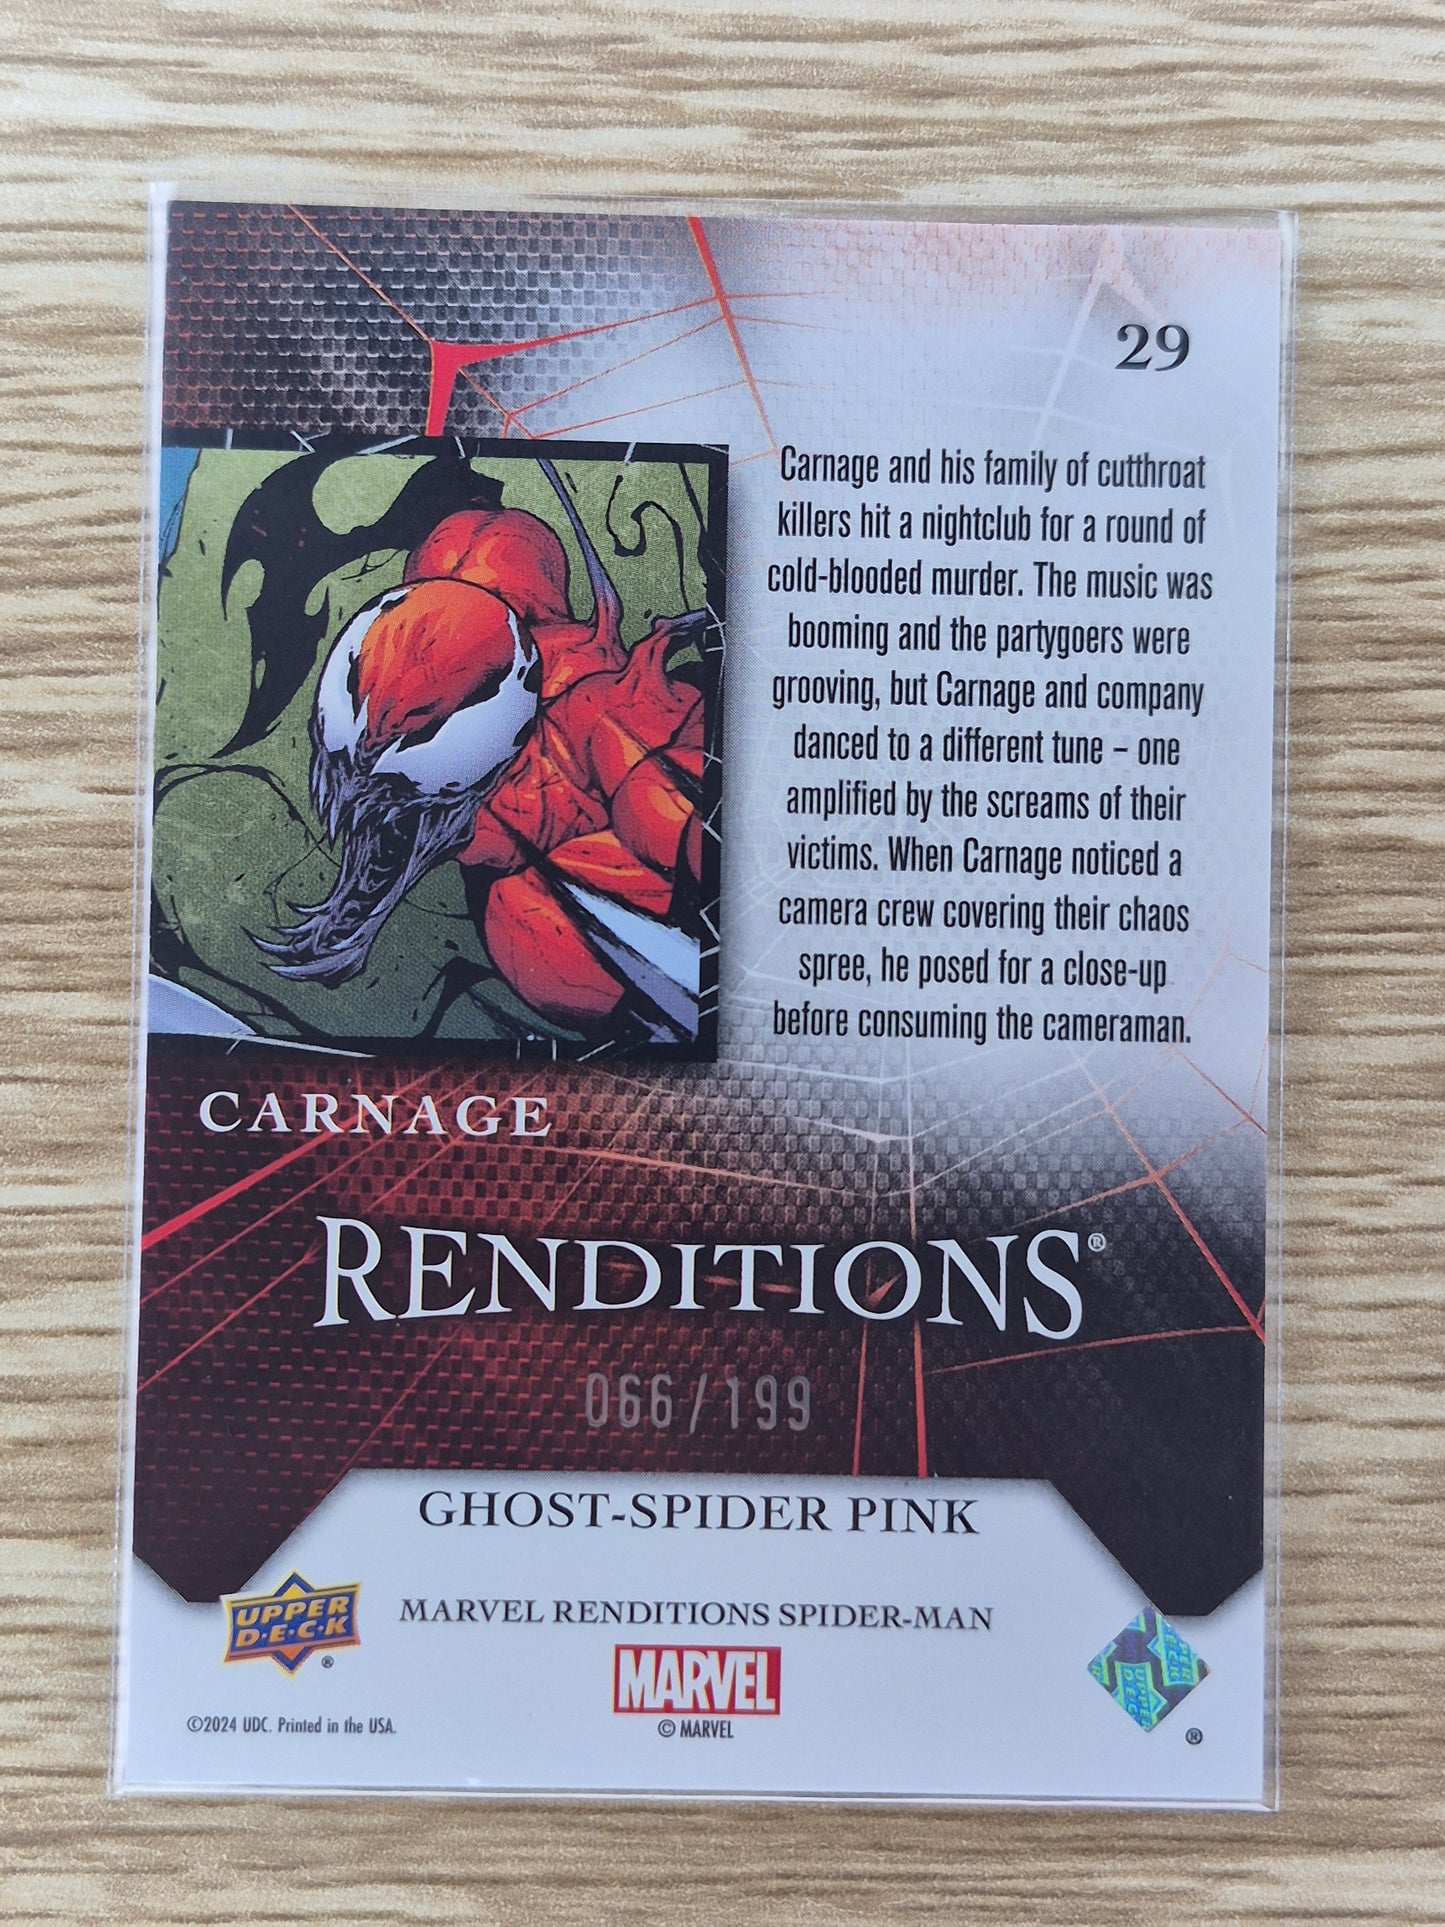 29
Carnage and his family of cutthroat
killers hit a nightclub for a round of
cold-blooded murder. The music was
booming and the partygoers were
grooving, but Carnage and company
danced to a different tune – one
amplified by the screams of their
victims. When Carnage noticed a
camera crew covering their chaos
spree, he posed for a close-up
before consuming the cameraman.
CARNAGE
RENDITIONS®
066/199
GHOST-SPIDER PINK
UPPER
D·E·C·K
®
MARVEL RENDITIONS SPIDER-MAN
MARVEL
©2024 UDC. Printed in the USA.
© MARVEL
UPPER
DECK
®